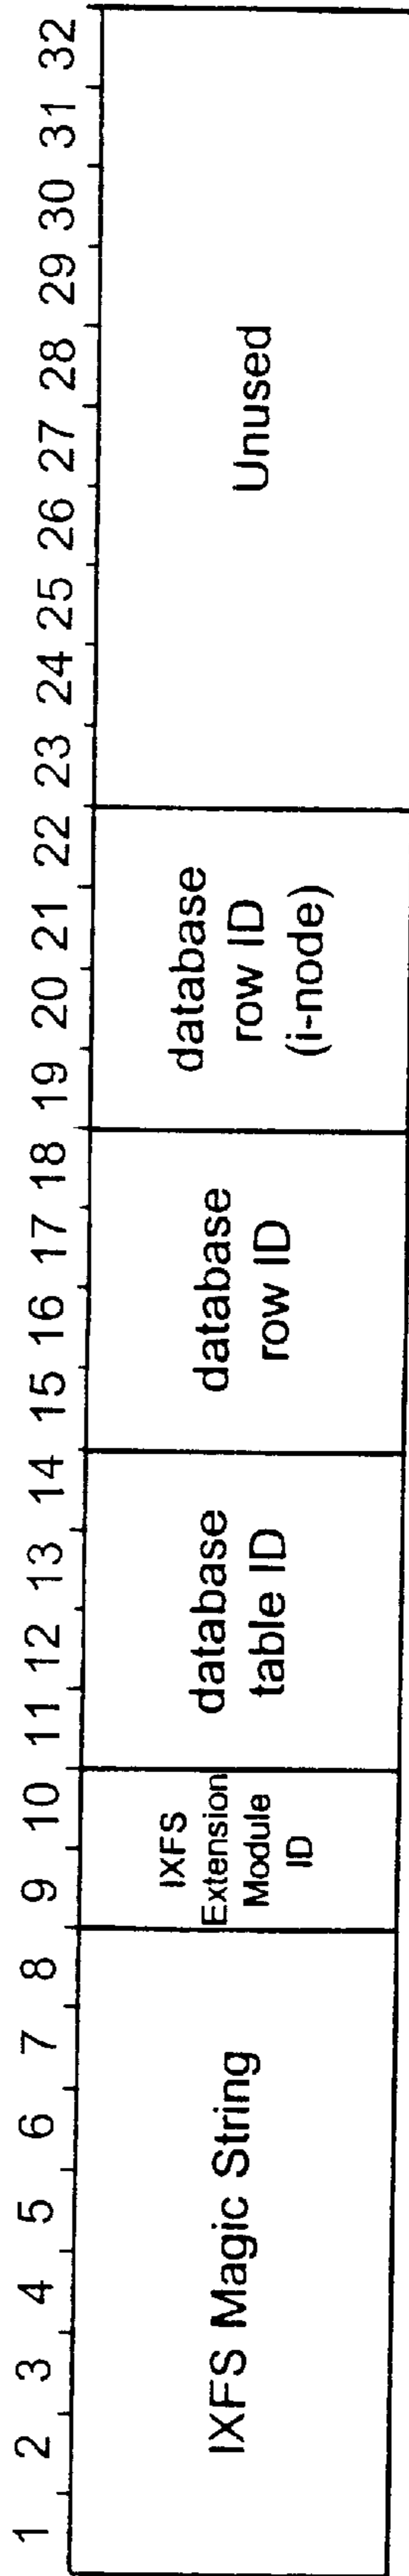 1 2 3 4 5 6 7 8 9 10 11 12 13 14 15 16 17 18 19 20 21 22 23 24 25 26 27 28 29 30 31 32
IXFS Magic String
IXFS
Extension
Module
ID
database
table ID
database
row ID
database
row ID
(i-node)
Unused